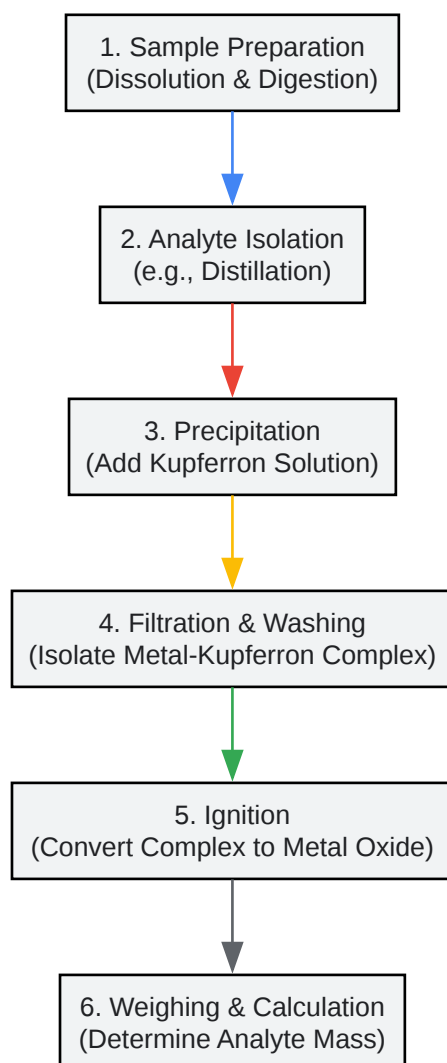 1. Sample Preparation
(Dissolution & Digestion)
2. Analyte Isolation
(e.g., Distillation)
3. Precipitation
(Add Kupferron Solution)
4. Filtration & Washing
(Isolate Metal-Kupferron Complex)
5. Ignition
(Convert Complex to Metal Oxide)
6. Weighing & Calculation
(Determine Analyte Mass)